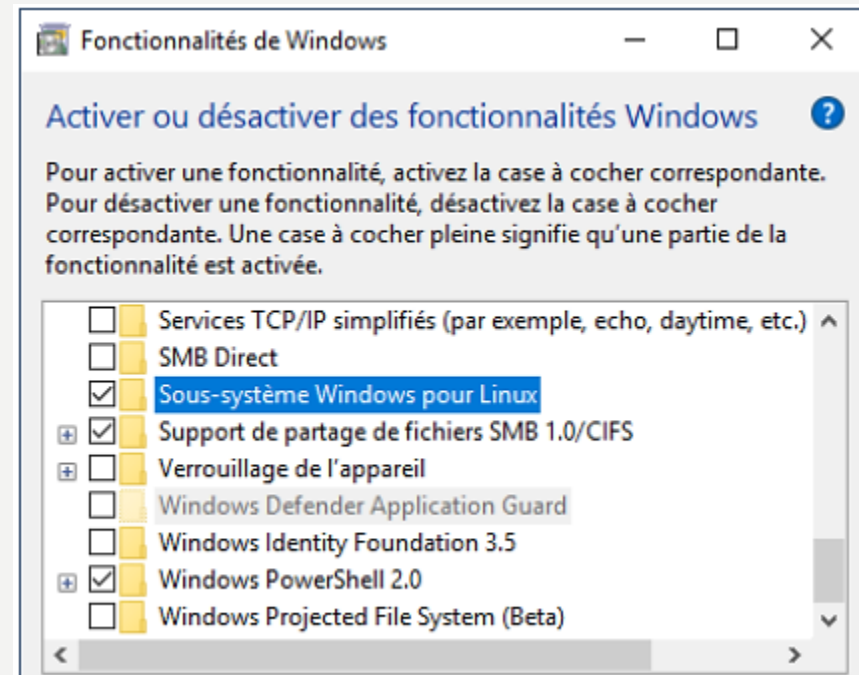 Fonctionnalités de Windows
Activer ou désactiver des fonctionnalités Windows
Pour activer une fonctionnalité, activez la case à cocher correspondante.
Pour désactiver une fonctionnalité, désactivez la case à cocher
correspondante. Une case à cocher pleine signifie qu'une partie de la
fonctionnalité est activée.
Services TCP/IP simplifiés (par exemple, echo, daytime, etc.)
SMB Direct
Sous-système Windows pour Linux
Support de partage de fichiers SMB 1.0/CIFS
Verrouillage de l'appareil
Windows Defender Application Guard
Windows Identity Foundation 3.5
Windows PowerShell 2.0
Windows Projected File System (Beta)